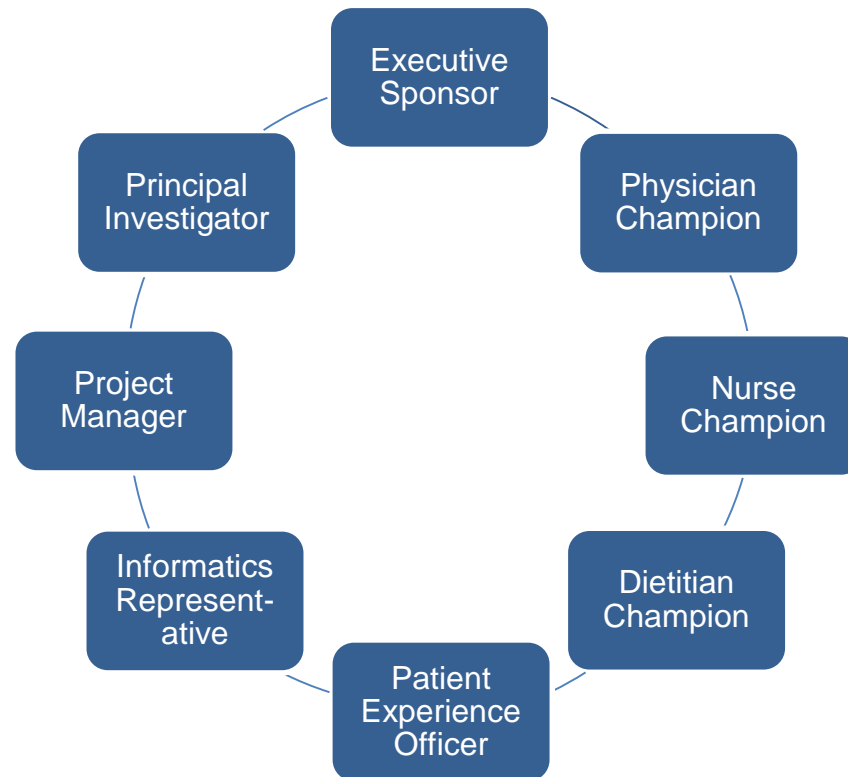 Executive
Sponsor
Physician
Champion
Nurse
Champion
Dietitian
Champion
Patient
Experience
Officer
Informatics
Represent-
ative
Project
Manager
Principal
Investigator